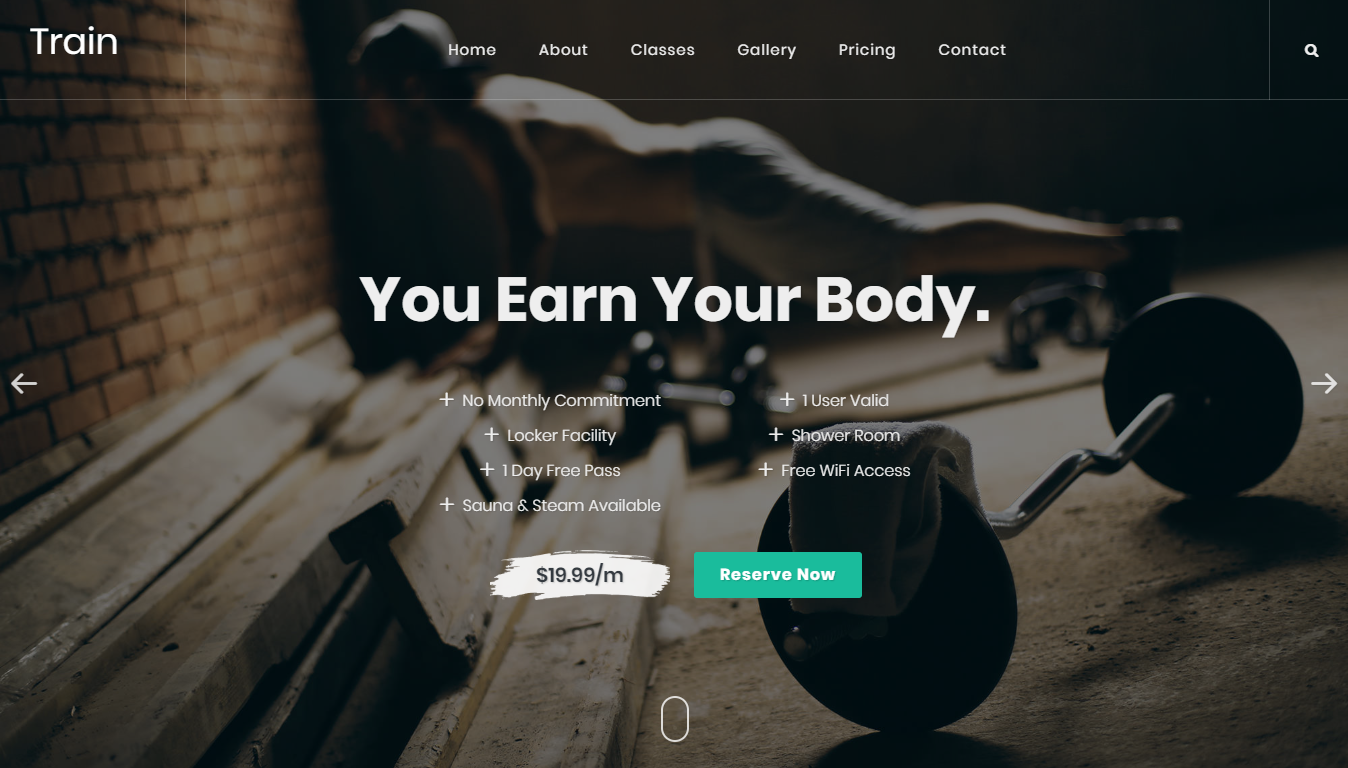 Train
Home About Classes Gallery Pricing Contact
You Earn Your Body.
+ No Monthly Commitment
+ Locker Facility
+ 1 Day Free Pass
+ Sauna & Steam Available
+ 1 User Valid
+ Shower Room
+ Free WiFi Access
$19.99/m
Reserve Now